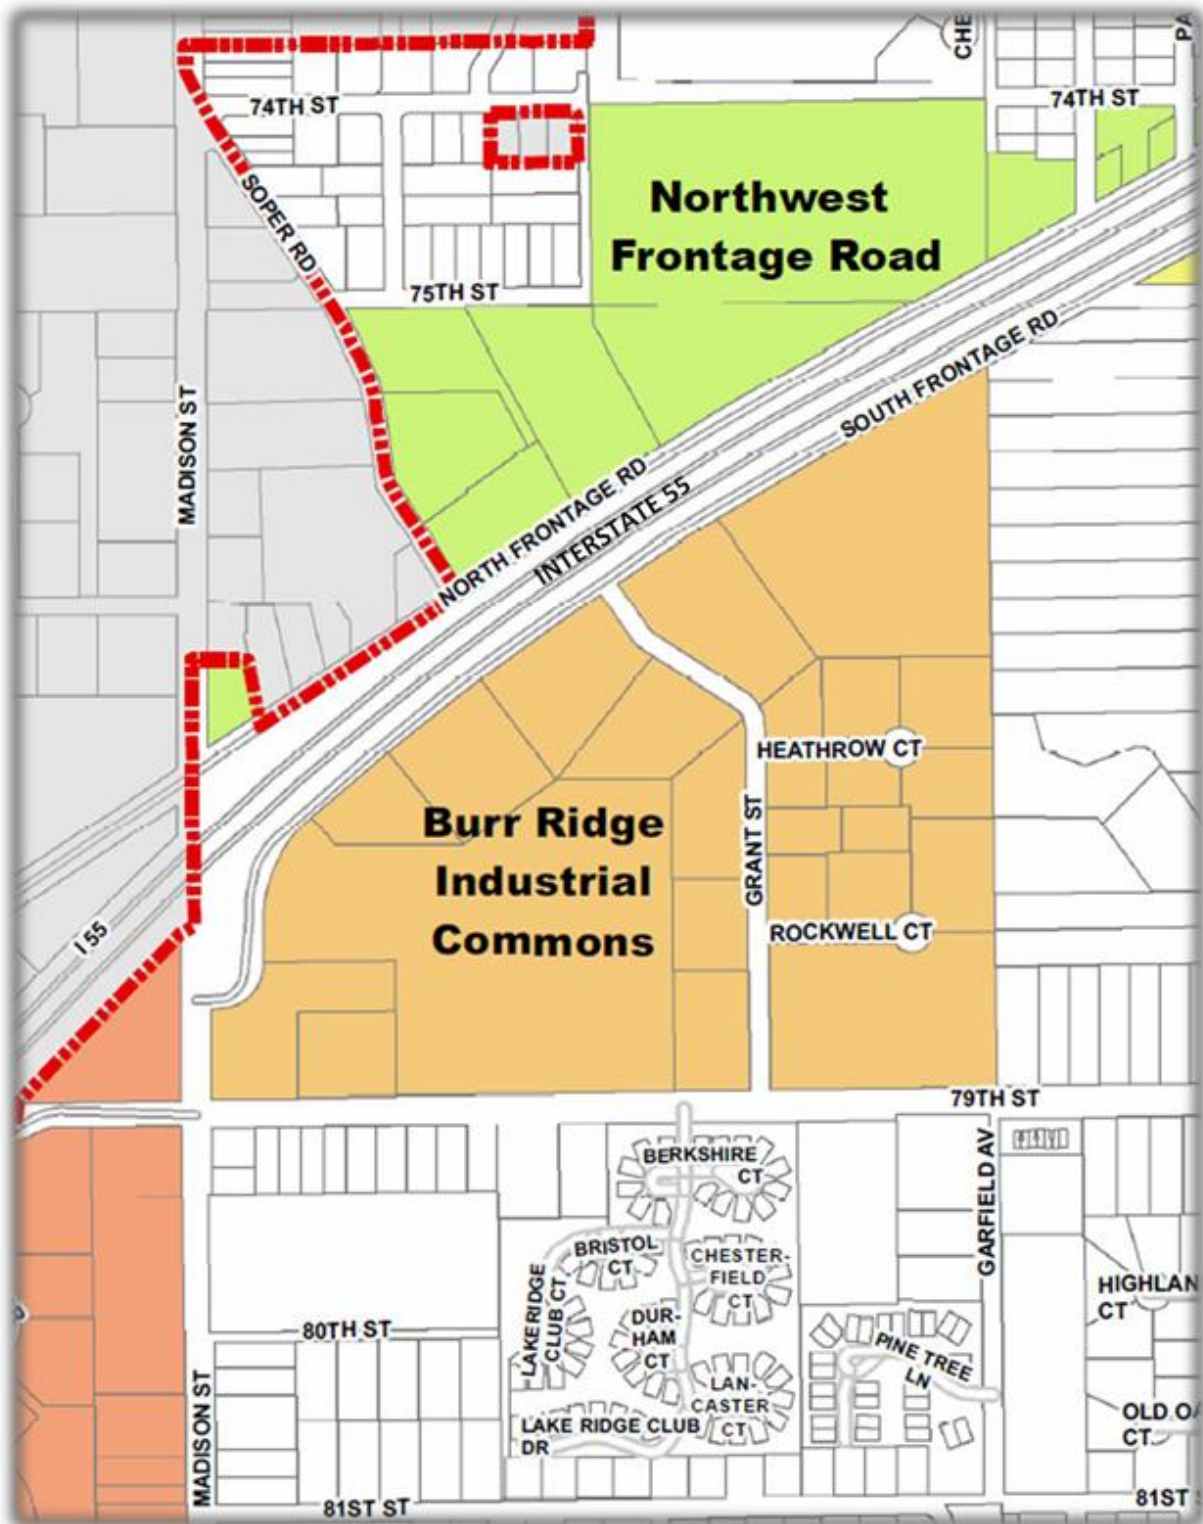 CHE
PA
74TH ST
74TH ST
SOPER RD
Northwest
Frontage Road
75TH ST
MADISON ST
SOUTH FRONTAGE RD
NORTH FRONTAGE RD
INTERSTATE 55
HEATHROW CT
Burr Ridge
Industrial
Commons
GRANT ST
ROCKWELL CT
I 55
79TH ST
BERKSHIRE
CT
GARFIELD AV
BRISTOL
CT
CHESTER-
FIELD
CT
LAKE RIDGE
CLUB CT
HIGHLAN
CT
DUR-
HAM
CT
80TH ST
PINE TREE
LN
LAN-
CASTER
CT
MADISON ST
LAKE RIDGE CLUB
DR
OLD OA
CT
81ST ST
81ST